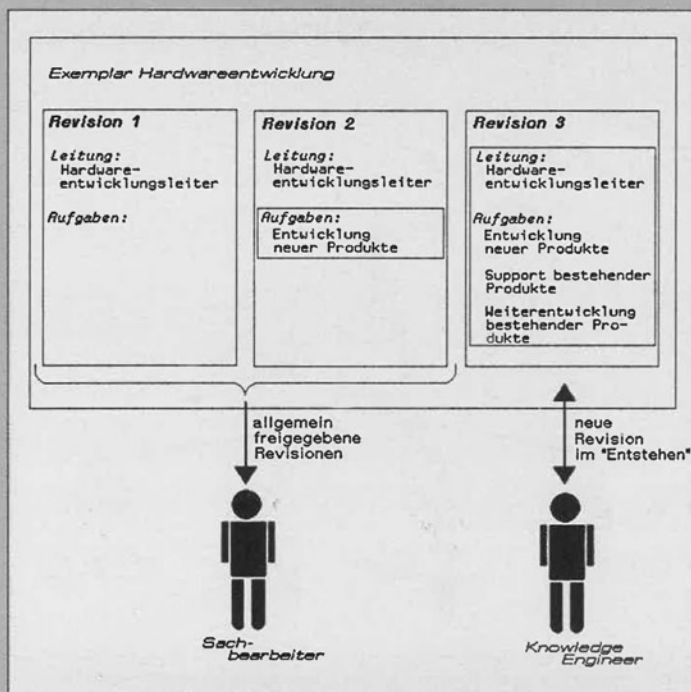 Exemplar Hardwareentwicklung
Revision 1
Leitung:
Hardware-
entwicklungsleiter
Aufgaben:
Revision 2
Leitung:
Hardware-
entwicklungsleiter
Aufgaben:
Entwicklung
neuer Produkte
Revision 3
Leitung:
Hardware-
entwicklungsleiter
Aufgaben:
Entwicklung
neuer Produkte
Support bestehender
Produkte
Weiterentwicklung
bestehender Pro-
dukte
allgemein
freigegebene
Revisionen
neue
Revision
im "Entstehen"
Sach-
bearbeiter
Knowledge
Engineer